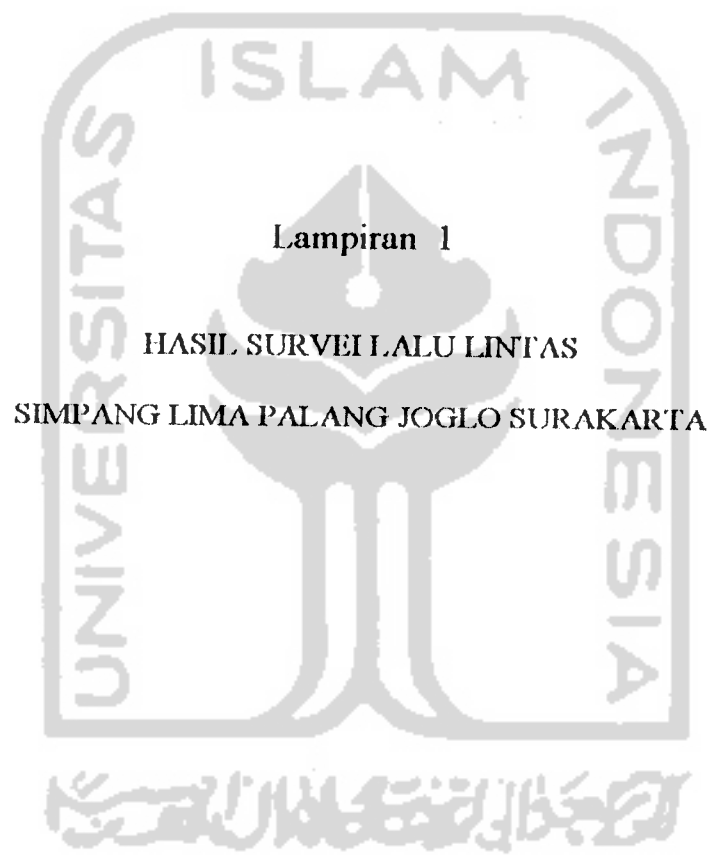 ISLAM
UNIVERSITAS
INDONESIA
Lampiran 1
HASIL SURVEI LALU LINTAS
SIMPANG LIMA PALANG JOGLO SURAKARTA